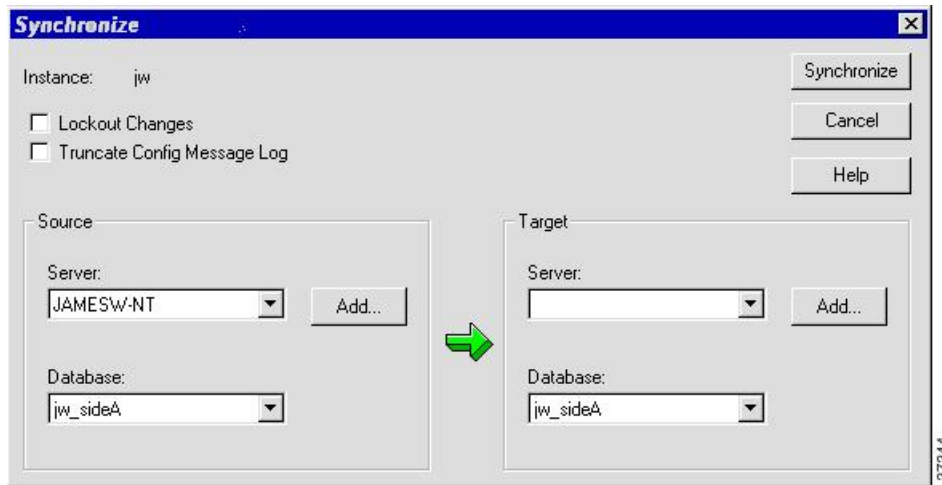 Synchronize
Instance: jw
Synchronize
Lockout Changes
Cancel
Truncate Config Message Log
Help
Source
Server:
JAMESW-NT
Add...
Database:
jw_sideA
Target
Server:
Add...
Database:
jw_sideA